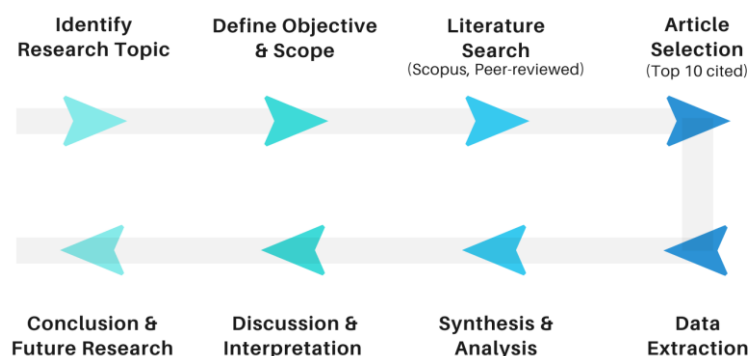 Identify
Research Topic
Define Objective
& Scope
Literature
Search
(Scopus, Peer-reviewed)
Article
Selection
(Top 10 cited)
Conclusion &
Future Research
Discussion &
Interpretation
Synthesis &
Analysis
Data
Extraction